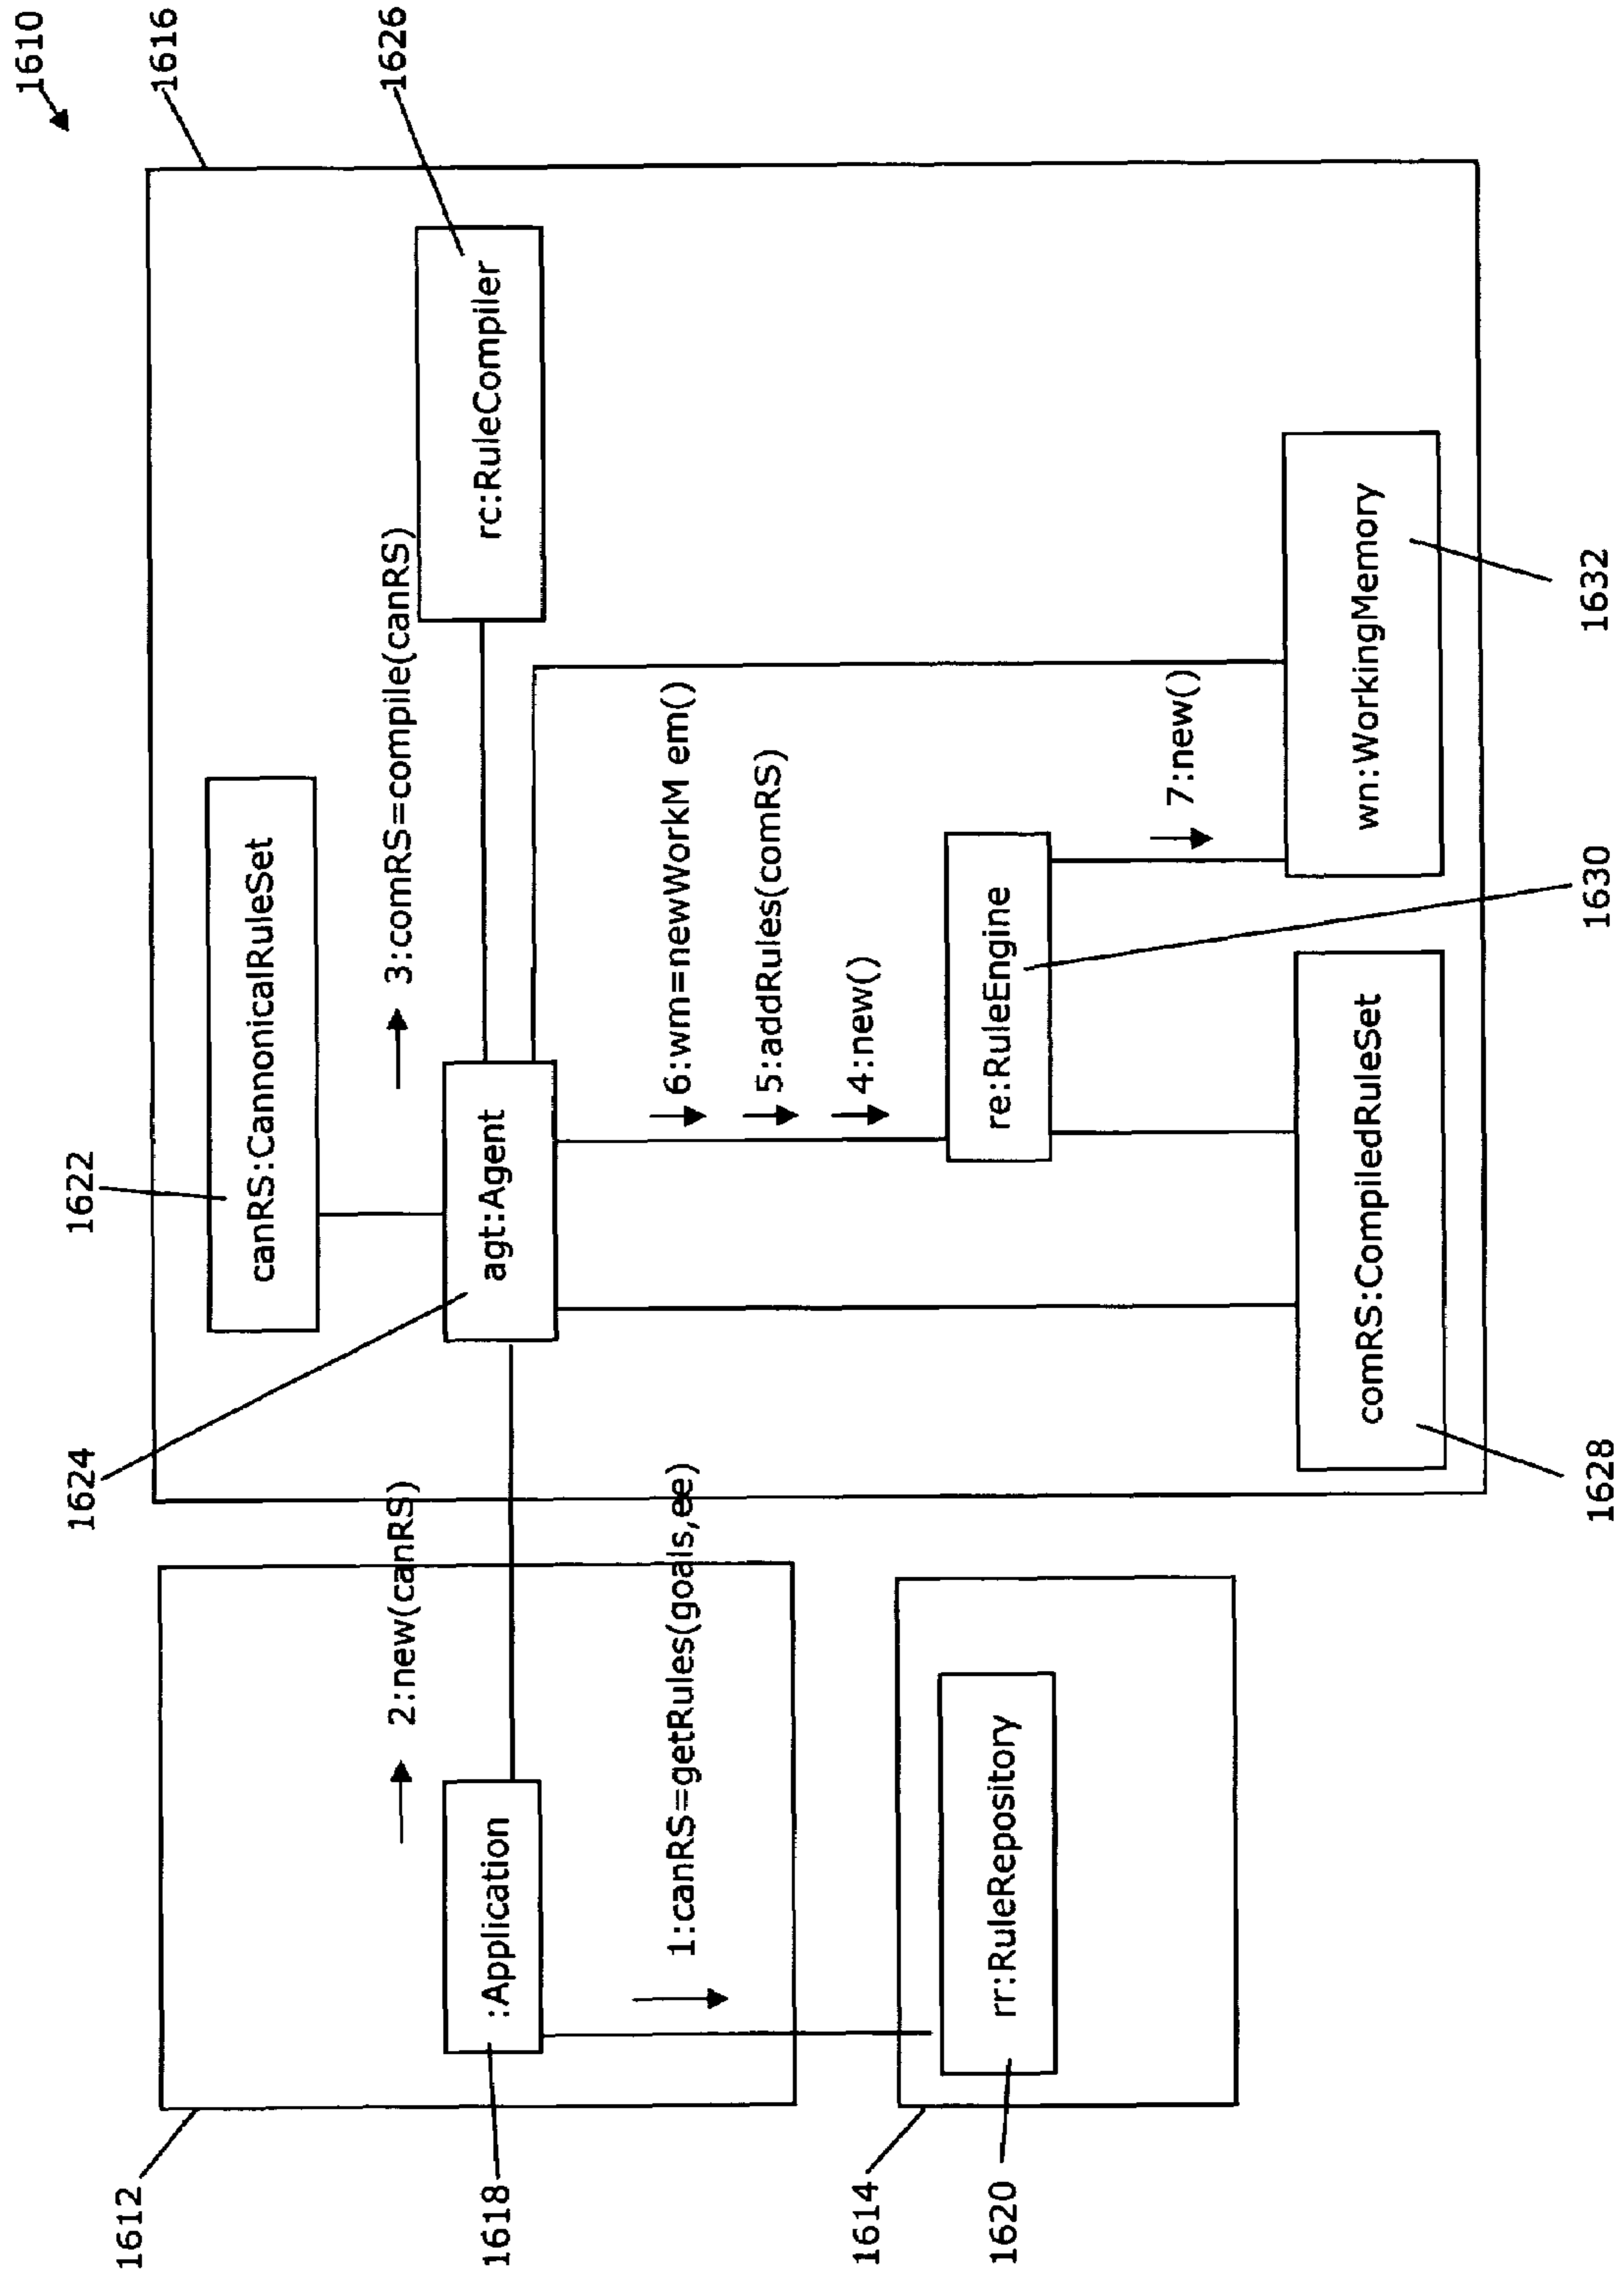 1610
1616
1626
1622
canRS:CannonicalRuleSet
3:comRS=compile(canRS)
rc:RuleCompiler
1624
agt:Agent
6:wm=newWorkM em()
5:addRules(comRS)
4:new()
re:RuleEngine
7:new()
wn:WorkingMemory
1632
1630
comRS:CompiledRuleSet
1628
2:new(canRS)
1:canRS=getRules(goals,ee)
1612
:Application
1618
1614
rr:RuleRepository
1620